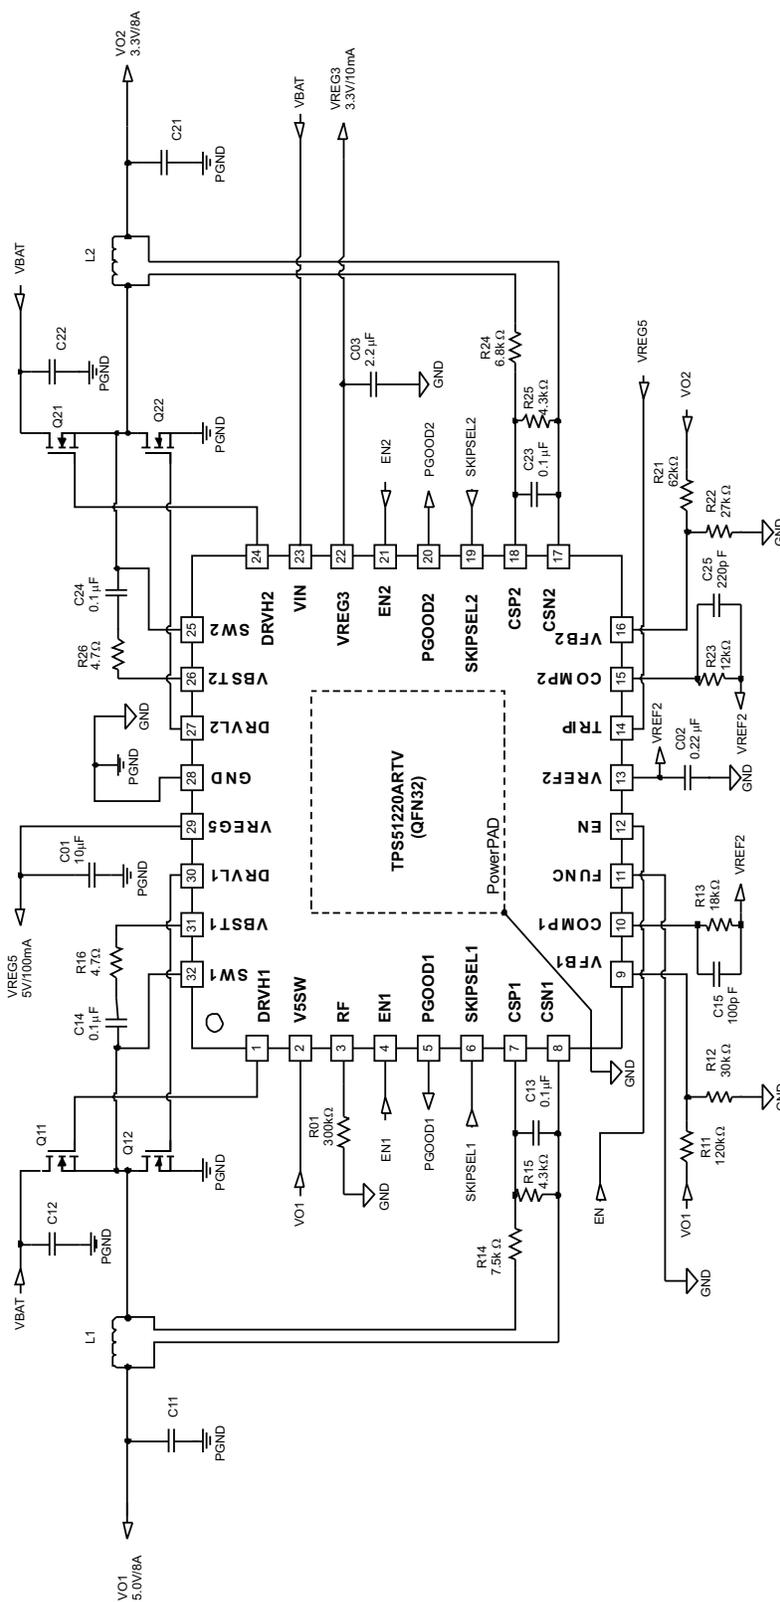 VBAT
VBAT
VO1
5.0V/8A
C11
PGND
L1
C12
PGND
Q11
Q12
PGND
C14
0.1µF
R16
4.7Ω
VREG5
5V/100mA
C01
10µF
PGND
PGND
GND
R26
4.7Ω
C24
0.1µF
Q21
Q22
PGND
C22
PGND
L2
C21
PGND
VO2
3.3V/8A
32
31
30
29
28
27
26
25
SW1
VBST1
DRVL1
VREG5
GND
DRVL2
VBST2
SW2
VO1
R01
300kΩ
GND
EN1
PGOOD1
SKIPSEL1
R14
7.5kΩ
R15
4.3kΩ
C13
0.1µF
1
DRVH1
2
V5SW
3
RF
4
EN1
5
PGOOD1
6
SKIPSEL1
7
CSP1
8
CSN1
TPS51220ARTV
(QFN32)
PowerPAD
GND
DRVH2
24
VIN
23
VREG3
22
EN2
21
PGOOD2
20
SKIPSEL2
19
CSP2
18
CSN2
17
VBAT
VREG3
3.3V/10mA
C03
2.2µF
GND
EN2
PGOOD2
SKIPSEL2
C23
0.1µF
R25
4.3kΩ
R24
6.8kΩ
VFB1
COMP1
FUNC
EN
VREF2
TRIP
COMP2
VFB2
9
10
11
12
13
14
15
16
EN
GND
VO1
R11
120kΩ
R12
30kΩ
GND
C15
100pF
R13
18kΩ
VREF2
VREF2
C02
0.22µF
GND
VREF2
R23
12kΩ
C25
220pF
R22
27kΩ
GND
R21
62kΩ
VO2
VREG5